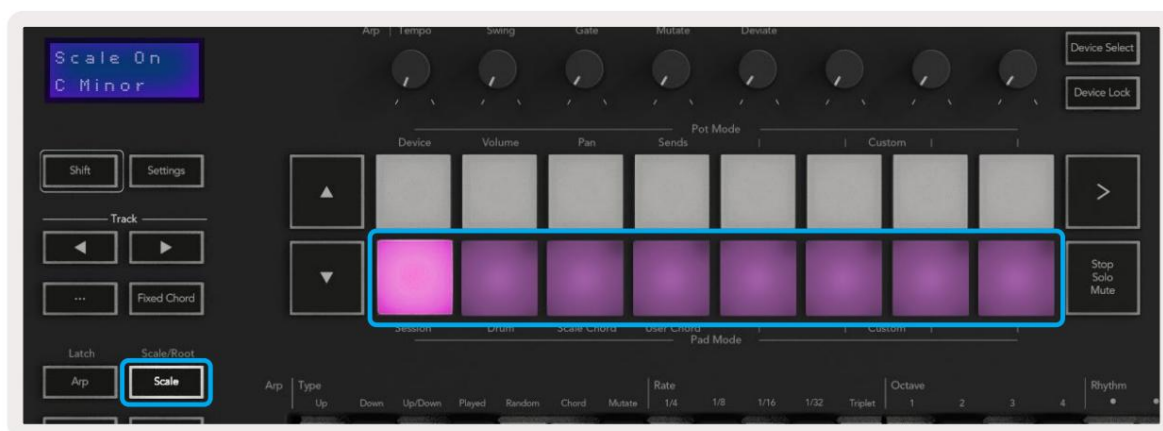 Scale On
C Minor
Arp | Tempo Swing Gate Mutate Deviate
Device Select
Device Lock
Pot Mode
Device Volume Pan Sends Custom
Shift Settings
Track
... Fixed Chord
Stop
Solo
Mute
Session Drum Scale Chord User Chord Custom
Pad Mode
Latch Scale/Root
Arp Scale
Arp Type Rate Octave Rhythm
Up Down Up/Down Played Random Chord Mutate 1/4 1/8 1/16 1/32 Triplet 1 2 3 4